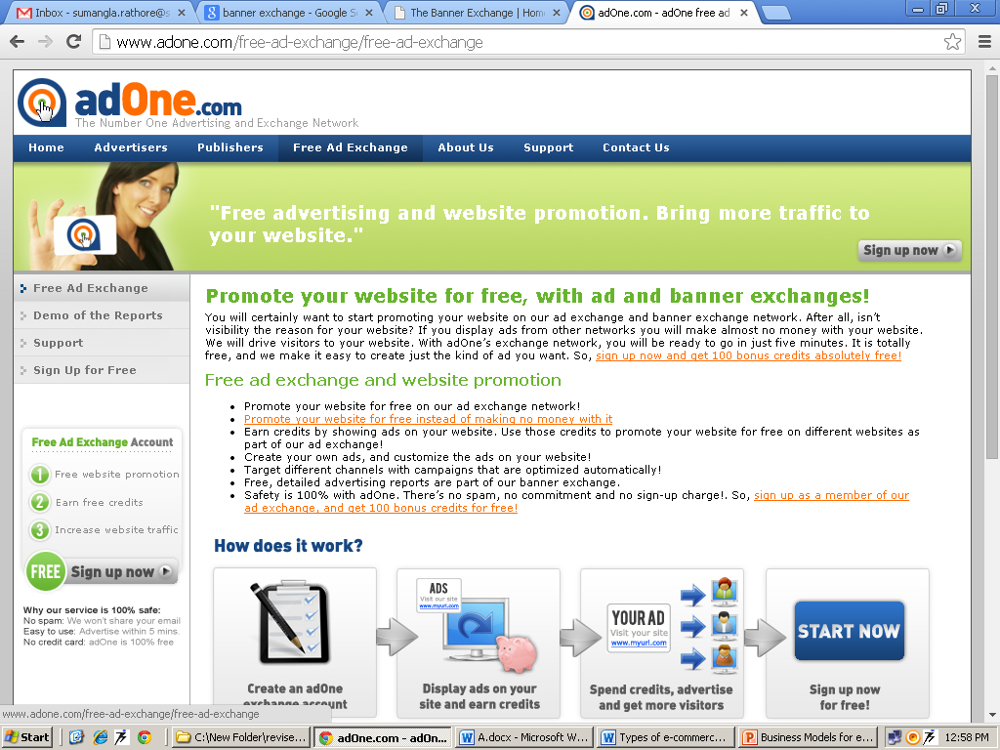 Inbox - sumangla.rathore@s
banner exchange - Google S
The Banner Exchange | Hom
adOne.com - adOne free ad
www.adone.com/free-ad-exchange/free-ad-exchange
adOne.com
The Number One Advertising and Exchange Network
Home Advertisers Publishers Free Ad Exchange About Us Support Contact Us
"Free advertising and website promotion. Bring more traffic to
your website."
Sign up now
Free Ad Exchange
Demo of the Reports
Support
Sign Up for Free
Free Ad Exchange Account
1 Free website promotion
2 Earn free credits
3 Increase website traffic
FREE Sign up now
Why our service is 100% safe:
No spam: We won't share your email
Easy to use: Advertise within 5 mins.
No credit card: adOne is 100% free
Promote your website for free, with ad and banner exchanges!
You will certainly want to start promoting your website on our ad exchange and banner exchange network. After all, isn't
visibility the reason for your website? If you display ads from other networks you will make almost no money with your website.
We will drive visitors to your website. With adOne's exchange network, you will be ready to go in just five minutes. It is totally
free, and we make it easy to create just the kind of ad you want. So, sign up now and get 100 bonus credits absolutely free!
Free ad exchange and website promotion
• Promote your website for free on our ad exchange network!
• Promote your website for free instead of making no money with it
• Earn credits by showing ads on your website. Use those credits to promote your website for free on different websites as
part of our ad exchange!
• Create your own ads, and customize the ads on your website!
• Target different channels with campaigns that are optimized automatically!
• Free, detailed advertising reports are part of our banner exchange.
• Safety is 100% with adOne. There's no spam, no commitment and no sign-up charge!. So, sign up as a member of our
ad exchange, and get 100 bonus credits for free!
How does it work?
Create an adOne
exchange account
ADS
Visit our site
www.myurl.com
Display ads on your
site and earn credits
YOUR AD
Visit our site
www.myurl.com
Spend credits, advertise
and get more visitors
START NOW
Sign up now
for free!
www.adone.com/free-ad-exchange/free-ad-exchange
Start
C:\New Folder\revise...
adOne.com - adOn...
A.docx - Microsoft W...
Types of e-commerc...
Business Models for e...
12:58 PM